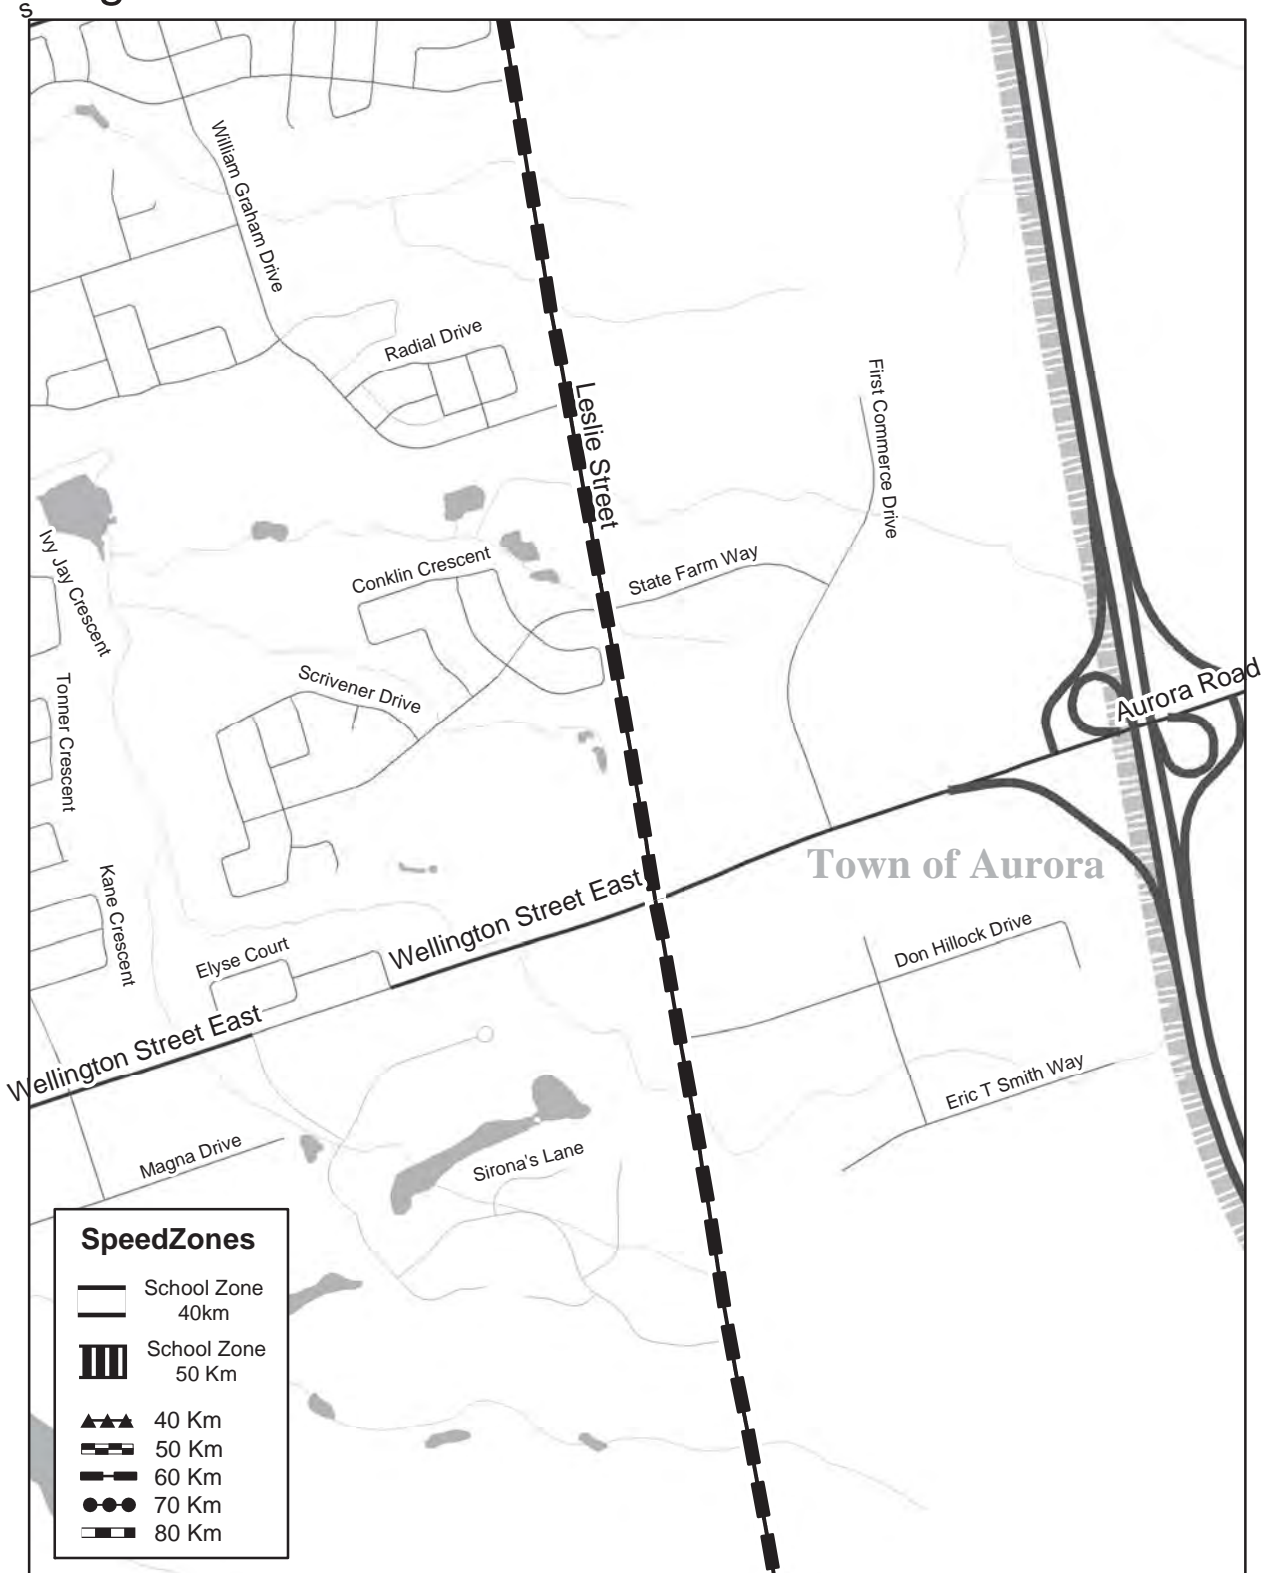 William Graham Drive
Radial Drive
Leslie Street
First Commerce Drive
Ivy Jay Crescent
Conklin Crescent
State Farm Way
Tonner Crescent
Scrivener Drive
Aurora Road
Town of Aurora
Kane Crescent
Wellington Street East
Elyse Court
Don Hillock Drive
Wellington Street East
Eric T Smith Way
Magna Drive
Sirona's Lane
SpeedZones
School Zone
40km
School Zone
50 Km
40 Km
50 Km
60 Km
70 Km
80 Km